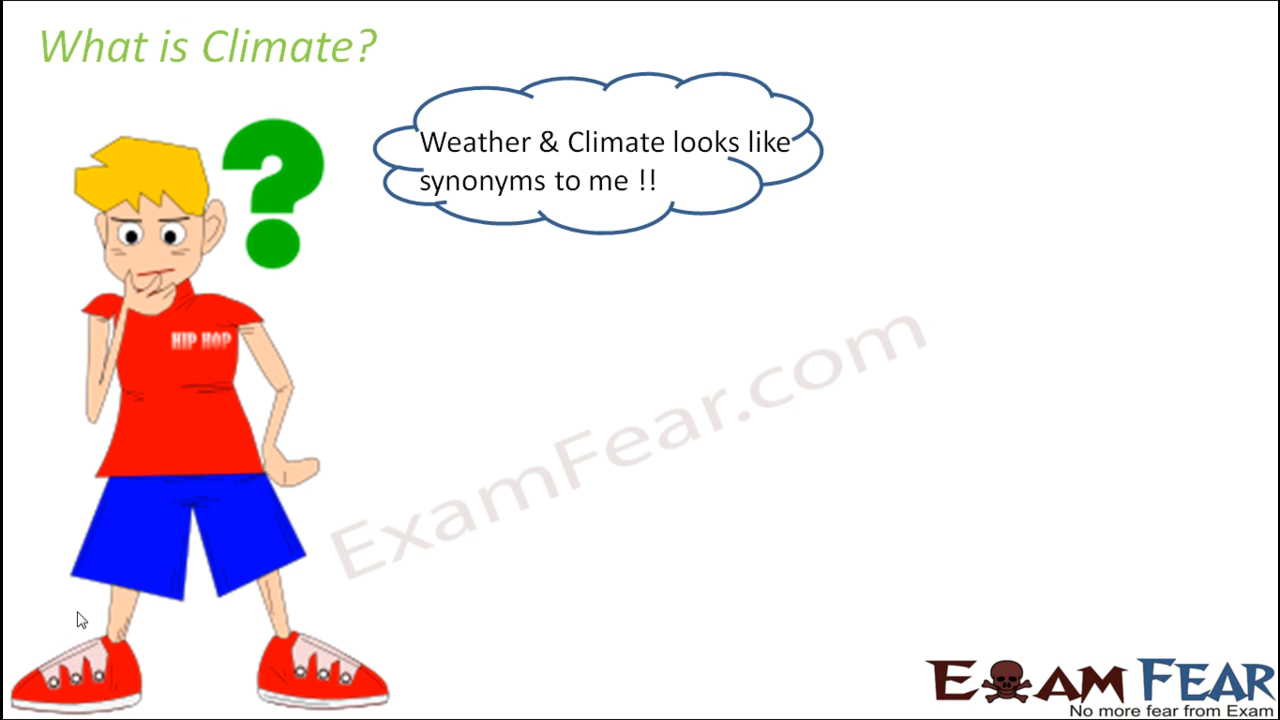 What is Climate?
Weather & Climate looks like
synonyms to me !!
HIP HOP
ExamFear.com
EXAM FEAR
No more fear from Exam